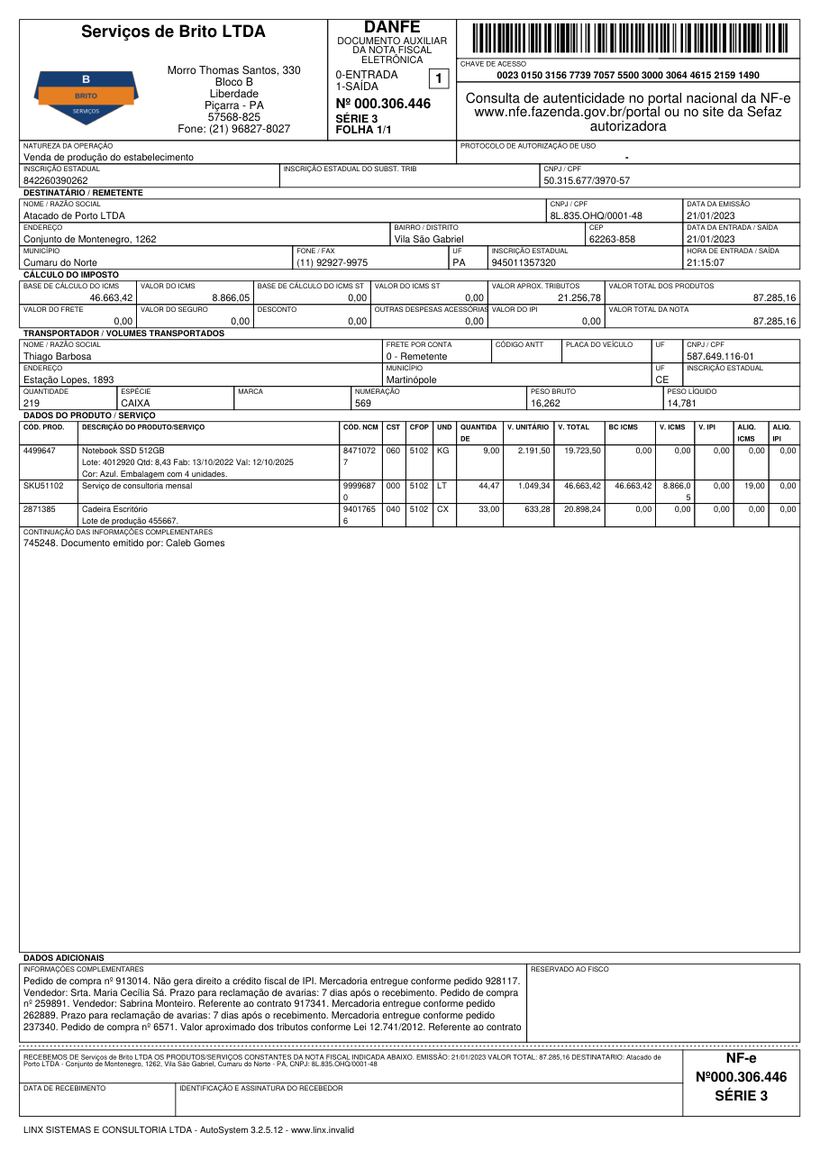 Serviços de Brito LTDA
B
BRITO
SERVIÇOS
Morro Thomas Santos, 330
Bloco B
Liberdade
Piçarra - PA
57568-825
Fone: (21) 96827-8027
DANFE
DOCUMENTO AUXILIAR
DA NOTA FISCAL
ELETRÔNICA
0-ENTRADA
1-SAÍDA
1
Nº 000.306.446
SÉRIE 3
FOLHA 1/1
CHAVE DE ACESSO
0023 0150 3156 7739 7057 5500 3000 3064 4615 2159 1490
Consulta de autenticidade no portal nacional da NF-e
www.nfe.fazenda.gov.br/portal ou no site da Sefaz
autorizadora
NATUREZA DA OPERAÇÃO
Venda de produção do estabelecimento
PROTOCOLO DE AUTORIZAÇÃO DE USO
-
INSCRIÇÃO ESTADUAL
842260390262
INSCRIÇÃO ESTADUAL DO SUBST. TRIB
CNPJ / CPF
50.315.677/3970-57
DESTINATÁRIO / REMETENTE
NOME / RAZÃO SOCIAL
Atacado de Porto LTDA
CNPJ / CPF
8L.835.OHQ/0001-48
DATA DA EMISSÃO
21/01/2023
ENDEREÇO
Conjunto de Montenegro, 1262
BAIRRO / DISTRITO
Vila São Gabriel
CEP
62263-858
DATA DA ENTRADA / SAÍDA
21/01/2023
MUNICÍPIO
Cumaru do Norte
FONE / FAX
(11) 92927-9975
UF
PA
INSCRIÇÃO ESTADUAL
945011357320
HORA DE ENTRADA / SAÍDA
21:15:07
CÁLCULO DO IMPOSTO
BASE DE CÁLCULO DO ICMS
46.663,42
VALOR DO ICMS
8.866,05
BASE DE CÁLCULO DO ICMS ST
0,00
VALOR DO ICMS ST
0,00
VALOR APROX. TRIBUTOS
21.256,78
VALOR TOTAL DOS PRODUTOS
87.285,16
VALOR DO FRETE
0,00
VALOR DO SEGURO
0,00
DESCONTO
0,00
OUTRAS DESPESAS ACESSÓRIAS
0,00
VALOR DO IPI
0,00
VALOR TOTAL DA NOTA
87.285,16
TRANSPORTADOR / VOLUMES TRANSPORTADOS
NOME / RAZÃO SOCIAL
Thiago Barbosa
FRETE POR CONTA
0 - Remetente
CÓDIGO ANTT
PLACA DO VEÍCULO
UF
CNPJ / CPF
587.649.116-01
ENDEREÇO
Estação Lopes, 1893
MUNICÍPIO
Martinópole
UF
CE
INSCRIÇÃO ESTADUAL
QUANTIDADE
219
ESPÉCIE
CAIXA
MARCA
NUMERAÇÃO
569
PESO BRUTO
16,262
PESO LÍQUIDO
14,781
DADOS DO PRODUTO / SERVIÇO
CÓD. PROD. DESCRIÇÃO DO PRODUTO/SERVIÇO CÓD. NCM CST CFOP UND QUANTIDA V. UNITÁRIO V. TOTAL BC ICMS V. ICMS V. IPI ALIQ. ALIQ.
DE ICMS IPI
4499647 Notebook SSD 512GB 8471072 060 5102 KG 9,00 2.191,50 19.723,50 0,00 0,00 0,00 0,00 0,00
Lote: 4012920 Qtd: 8,43 Fab: 13/10/2022 Val: 12/10/2025 7
Cor: Azul. Embalagem com 4 unidades.
SKU51102 Serviço de consultoria mensal 9999687 000 5102 LT 44,47 1.049,34 46.663,42 46.663,42 8.866,0 0,00 19,00 0,00
0 5
2871385 Cadeira Escritório 9401765 040 5102 CX 33,00 633,28 20.898,24 0,00 0,00 0,00 0,00 0,00
Lote de produção 455667. 6
CONTINUAÇÃO DAS INFORMAÇÕES COMPLEMENTARES
745248. Documento emitido por: Caleb Gomes
DADOS ADICIONAIS
INFORMAÇÕES COMPLEMENTARES
Pedido de compra nº 913014. Não gera direito a crédito fiscal de IPI. Mercadoria entregue conforme pedido 928117.
Vendedor: Srta. Maria Cecília Sá. Prazo para reclamação de avarias: 7 dias após o recebimento. Pedido de compra
nº 259891. Vendedor: Sabrina Monteiro. Referente ao contrato 917341. Mercadoria entregue conforme pedido
262889. Prazo para reclamação de avarias: 7 dias após o recebimento. Mercadoria entregue conforme pedido
237340. Pedido de compra nº 6571. Valor aproximado dos tributos conforme Lei 12.741/2012. Referente ao contrato
RESERVADO AO FISCO
RECEBEMOS DE Serviços de Brito LTDA OS PRODUTOS/SERVIÇOS CONSTANTES DA NOTA FISCAL INDICADA ABAIXO. EMISSÃO: 21/01/2023 VALOR TOTAL: 87.285,16 DESTINATARIO: Atacado de
Porto LTDA - Conjunto de Montenegro, 1262, Vila São Gabriel, Cumaru do Norte - PA, CNPJ: 8L.835.OHQ/0001-48
DATA DE RECEBIMENTO
IDENTIFICAÇÃO E ASSINATURA DO RECEBEDOR
NF-e
Nº000.306.446
SÉRIE 3
LINX SISTEMAS E CONSULTORIA LTDA - AutoSystem 3.2.5.12 - www.linx.invalid